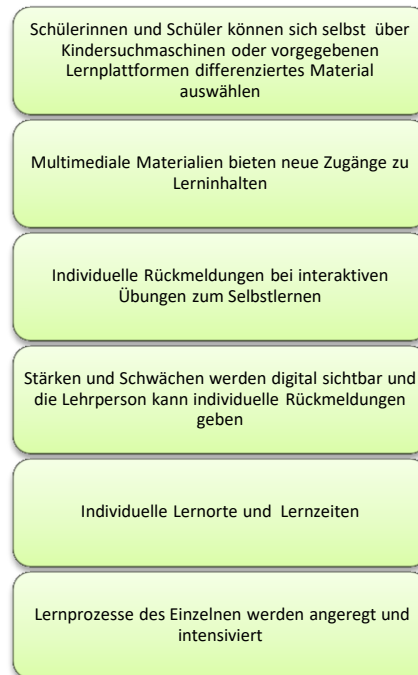 Schülerinnen und Schüler können sich selbst über
Kindersuchmaschinen oder vorgegebenen
Lernplattformen differenziertes Material
auswählen
Multimediale Materialien bieten neue Zugänge zu
Lerninhalten
Individuelle Rückmeldungen bei interaktiven
Übungen zum Selbstlernen
Stärken und Schwächen werden digital sichtbar und
die Lehrperson kann individuelle Rückmeldungen
geben
Individuelle Lernorte und Lernzeiten
Lernprozesse des Einzelnen werden angeregt und
intensiviert